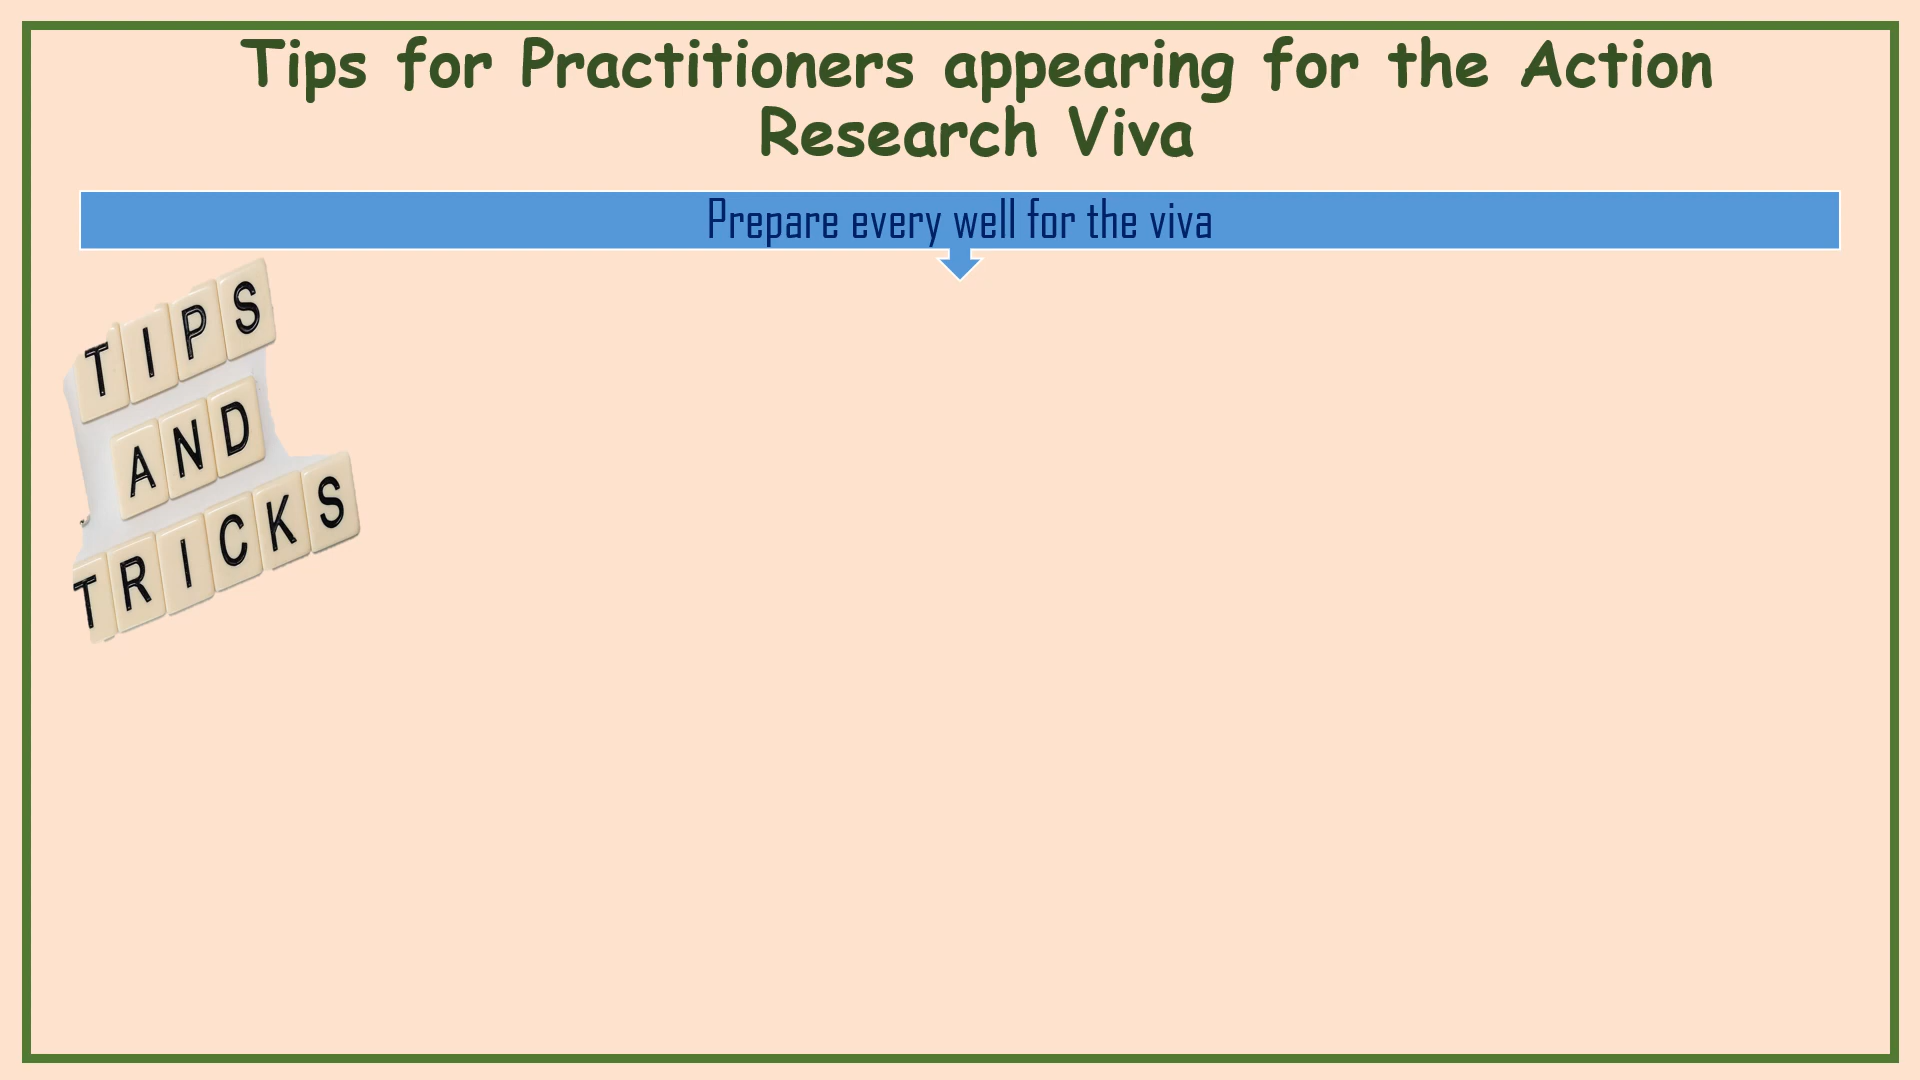 Tips for Practitioners appearing for the Action
Research Viva
Prepare every well for the viva
TIPS
AND
TRICKS